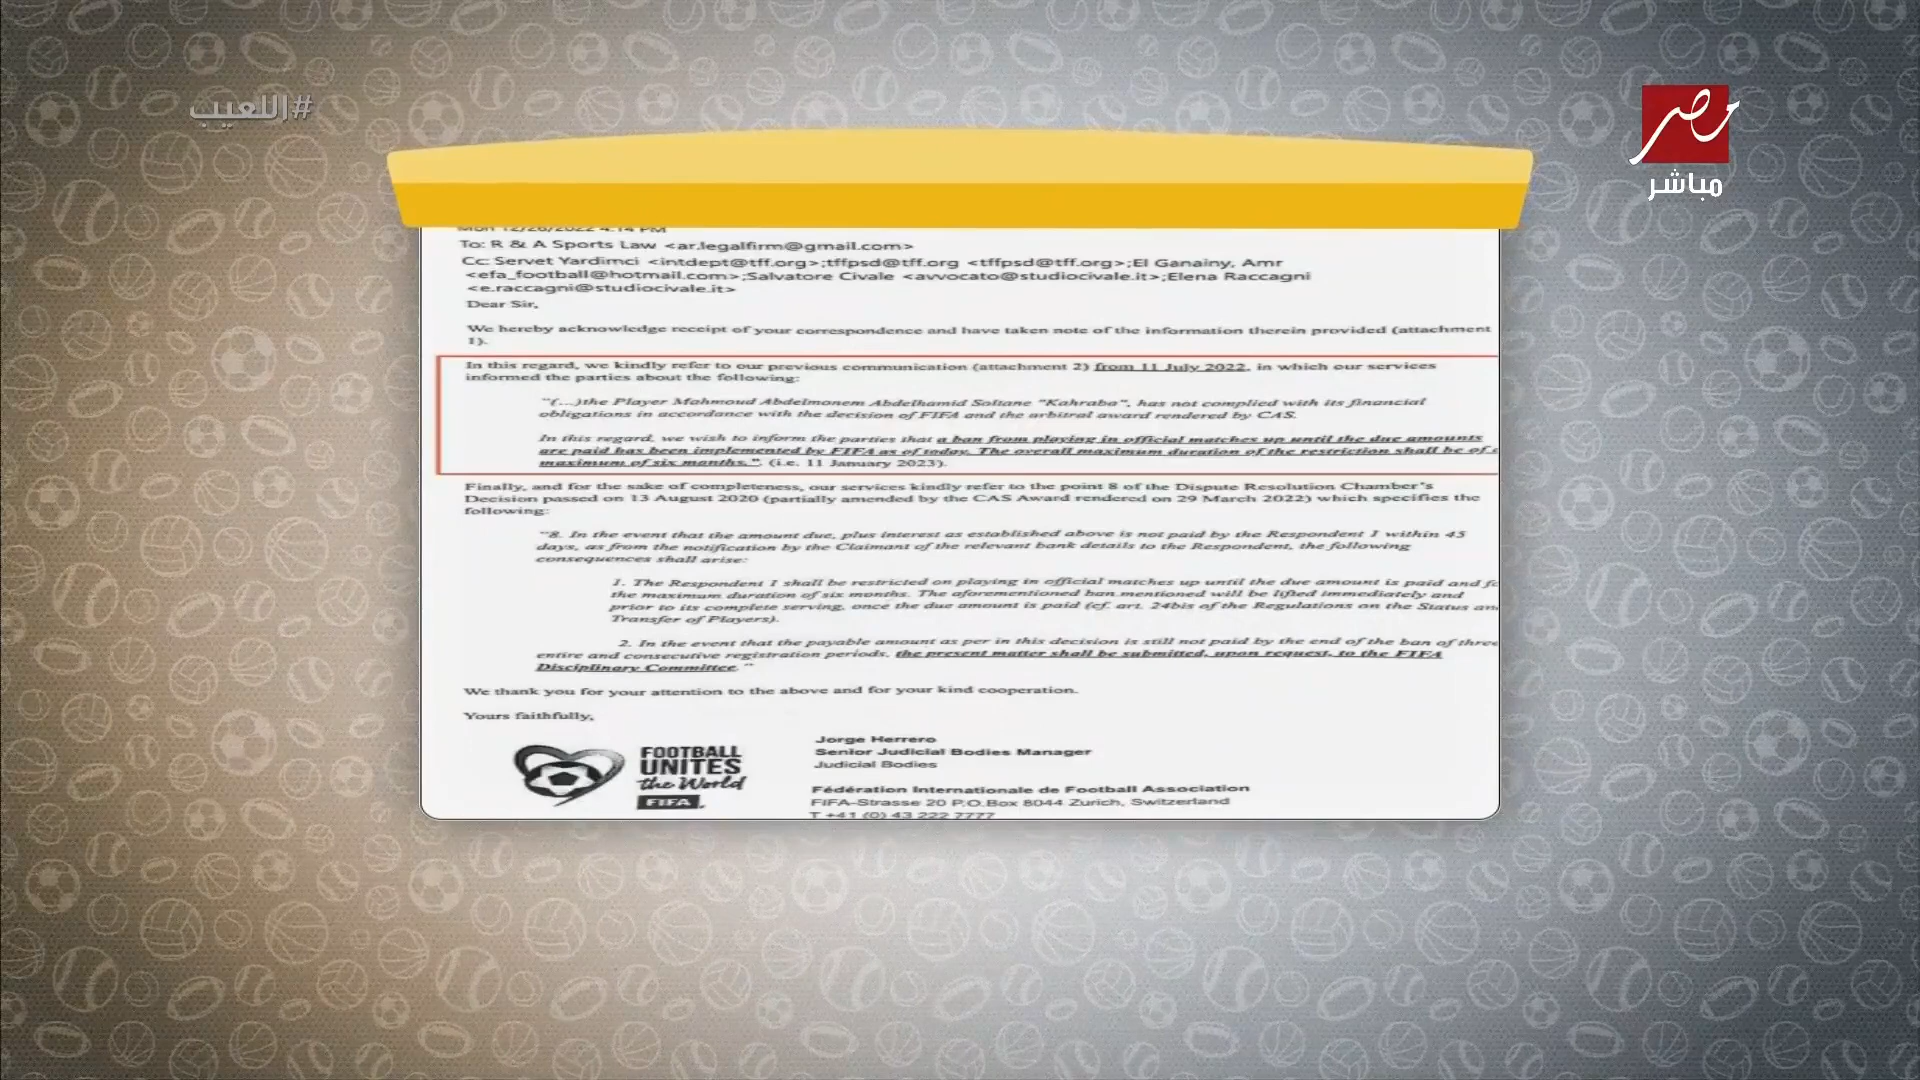 #اللعيب
مصر
مباشر
Mon 12/26/2022 4:14 PM
To: R & A Sports Law <ar.legalfirm@gmail.com>
Cc: Servet Yardimci <intdept@tff.org>;tffpsd@tff.org <tffpsd@tff.org>;El Ganainy, Amr
<efa_football@hotmail.com>;Salvatore Civale <avvocato@studiocivale.it>;Elena Raccagni
<e.raccagni@studiocivale.it>
Dear Sir,
We hereby acknowledge receipt of your correspondence and have taken note of the information therein provided (attachment
1).
In this regard, we kindly refer to our previous communication (attachment 2) from 11 July 2022, in which our services
informed the parties about the following:
"(...)the Player Mahmoud Abdelmonem Abdelhamid Soltane "Kahraba", has not complied with its financial
obligations in accordance with the decision of FIFA and the arbitral award rendered by CAS.
In this regard, we wish to inform the parties that a ban from playing in official matches up until the due amounts
are paid has been implemented by FIFA as of today. The overall maximum duration of the restriction shall be of
maximum of six months.". (i.e. 11 January 2023).
Finally, and for the sake of completeness, our services kindly refer to the point 8 of the Dispute Resolution Chamber's
Decision passed on 13 August 2020 (partially amended by the CAS Award rendered on 29 March 2022) which specifies the
following:
"8. In the event that the amount due, plus interest as established above is not paid by the Respondent 1 within 45
days, as from the notification by the Claimant of the relevant bank details to the Respondent, the following
consequences shall arise:
1. The Respondent 1 shall be restricted on playing in official matches up until the due amount is paid and fo
the maximum duration of six months. The aforementioned ban mentioned will be lifted immediately and
prior to its complete serving, once the due amount is paid (cf. art. 24bis of the Regulations on the Status an
Transfer of Players).
2. In the event that the payable amount as per in this decision is still not paid by the end of the ban of three
entire and consecutive registration periods, the present matter shall be submitted, upon request, to the FIFA
Disciplinary Committee."
We thank you for your attention to the above and for your kind cooperation.
Yours faithfully,
FOOTBALL
UNITES
the World
FIFA
Jorge Herrero
Senior Judicial Bodies Manager
Judicial Bodies
Fédération Internationale de Football Association
FIFA-Strasse 20 P.O.Box 8044 Zurich, Switzerland
T +41 (0) 43 222 7777